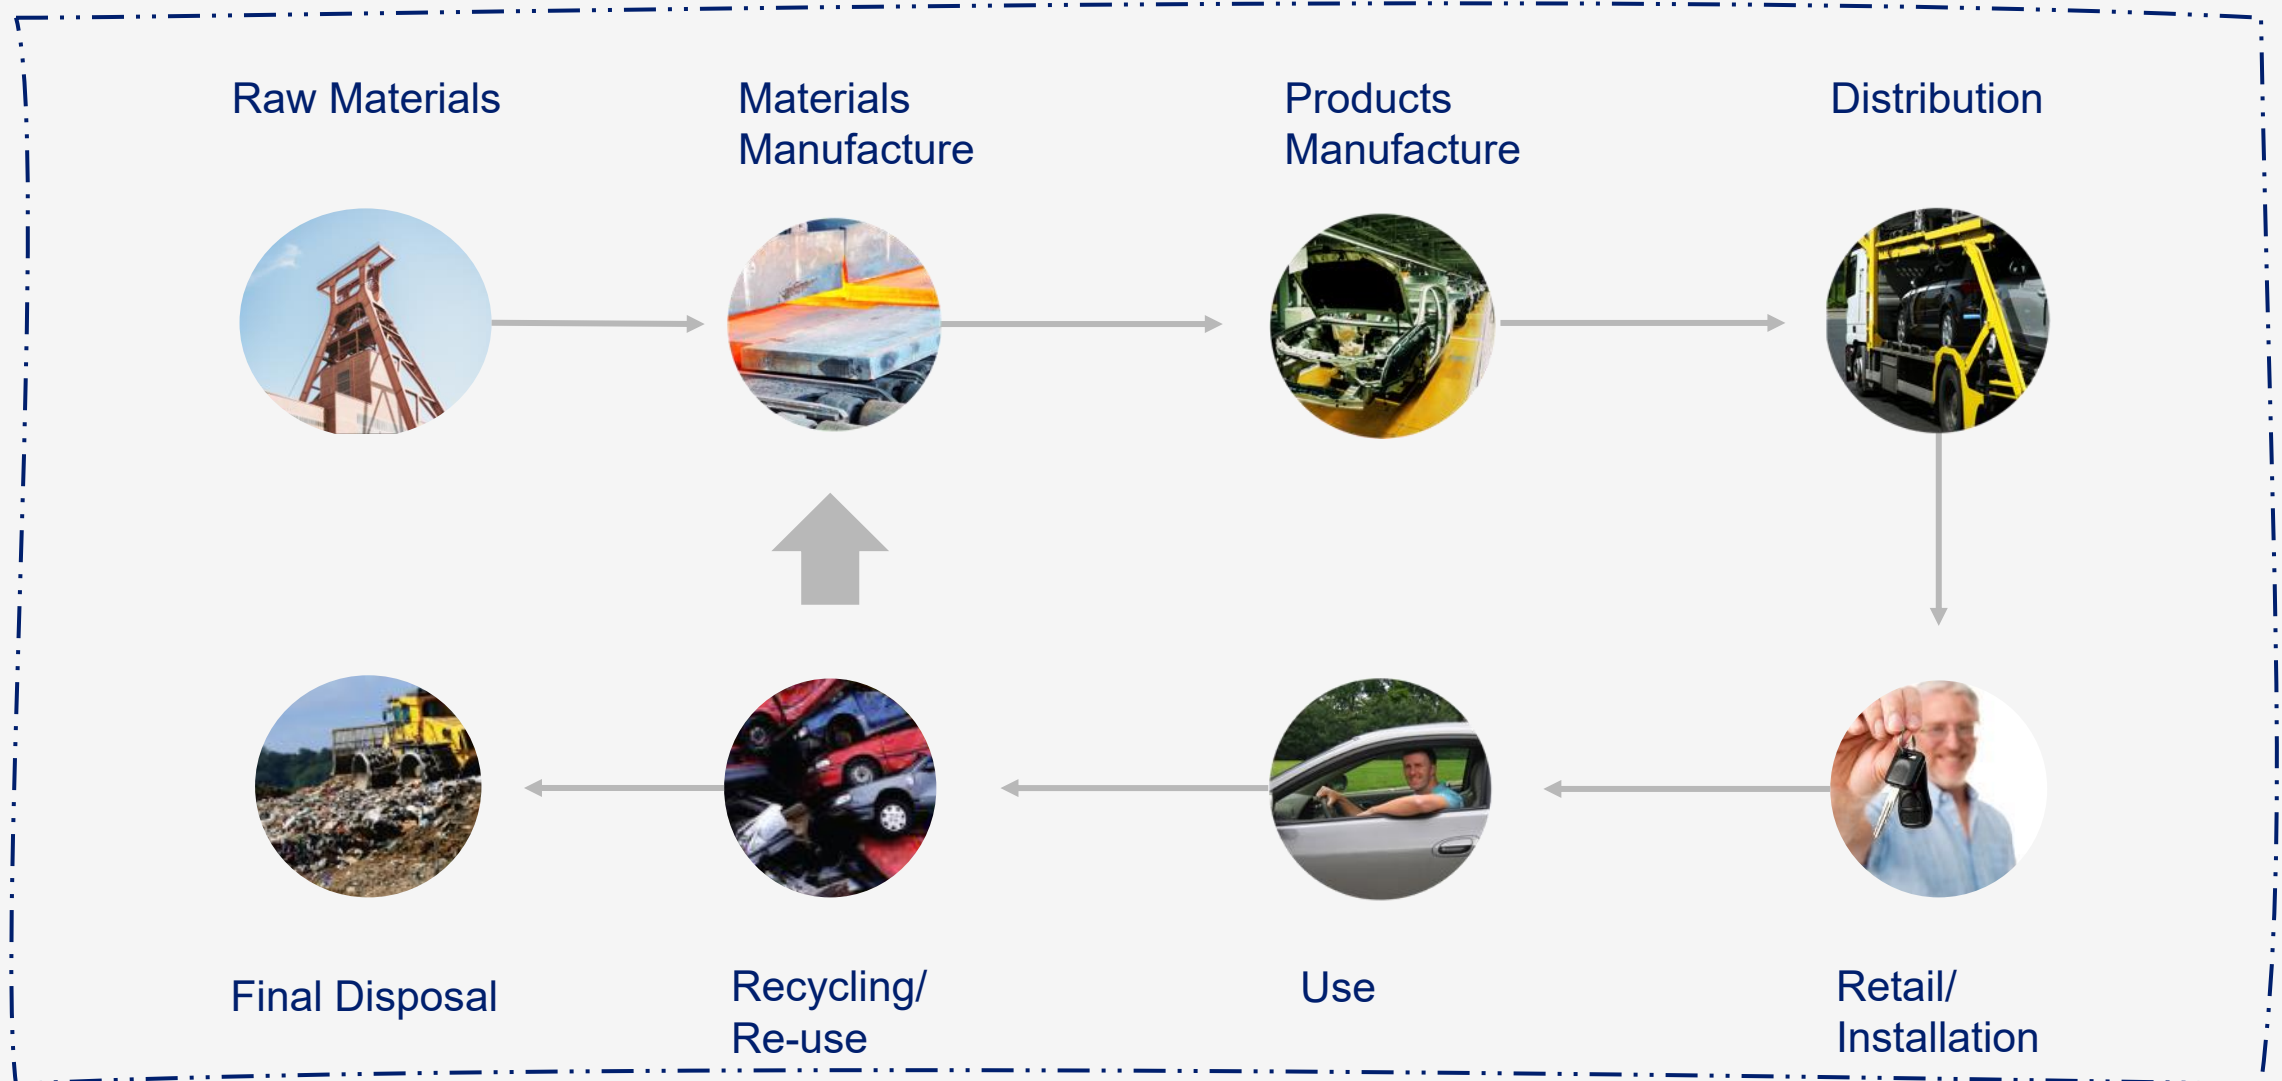 Raw Materials
Materials
Manufacture
Products
Manufacture
Distribution
Final Disposal
Recycling/
Re-use
Use
Retail/
Installation